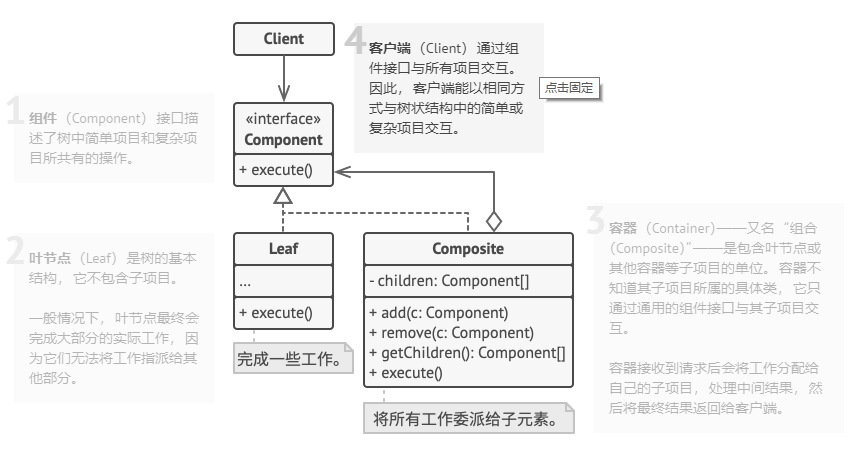 Client
4
客户端（Client）通过组
件接口与所有项目交互。
因此，客户端能以相同方
式与树状结构中的简单或
复杂项目交互。
点击固定
1
组件（Component）接口描
述了树中简单项目和复杂项
目所共有的操作。
«interface»
Component
+ execute()
2
叶节点（Leaf）是树的基本
结构，它不包含子项目。
一般情况下，叶节点最终会
完成大部分的实际工作，因
为它们无法将工作指派给其
他部分。
Leaf
...
+ execute()
完成一些工作。
Composite
- children: Component[]
+ add(c: Component)
+ remove(c: Component)
+ getChildren(): Component[]
+ execute()
将所有工作委派给子元素。
3
容器（Container）——又名“组合
（Composite）”——是包含叶节点或
其他容器等子项目的单位。容器不
知道其子项目所属的具体类，它只
通过通用的组件接口与其子项目交
互。
容器接收到请求后会将工作分配给
自己的子项目，处理中间结果，然
后将最终结果返回给客户端。